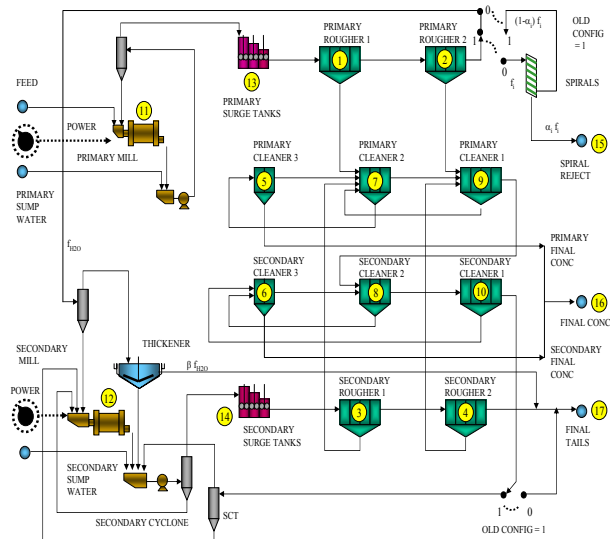 PRIMARY
ROUGHER 1
PRIMARY
ROUGHER 2
0
1
1
0
(1-αi) fi
OLD
CONFIG
= 1
fi
SPIRALS
1
2
13
PRIMARY
SURGE TANKS
FEED
11
POWER
PRIMARY MILL
PRIMARY
SUMP
WATER
αi fi
15
SPIRAL
REJECT
PRIMARY
CLEANER 3
PRIMARY
CLEANER 2
PRIMARY
CLEANER 1
5
7
9
fH2O
PRIMARY
FINAL
CONC
SECONDARY
CLEANER 3
SECONDARY
CLEANER 2
SECONDARY
CLEANER 1
6
8
10
16
FINAL CONC
SECONDARY
FINAL
CONC
SECONDARY
MILL
THICKENER
β fH2O
POWER
12
14
SECONDARY
SURGE TANKS
SECONDARY
ROUGHER 1
SECONDARY
ROUGHER 2
3
4
17
FINAL
TAILS
SECONDARY
SUMP
WATER
SECONDARY CYCLONE
SCT
1
0
OLD CONFIG = 1